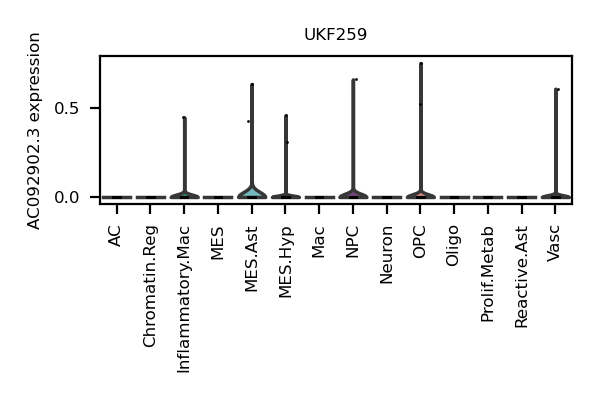 UKF259
AC092902.3 expression
0.5
0.0
AC
Chromatin.Reg
Inflammatory.Mac
MES
MES.Ast
MES.Hyp
Mac
NPC
Neuron
OPC
Oligo
Prolif.Metab
Reactive.Ast
Vasc